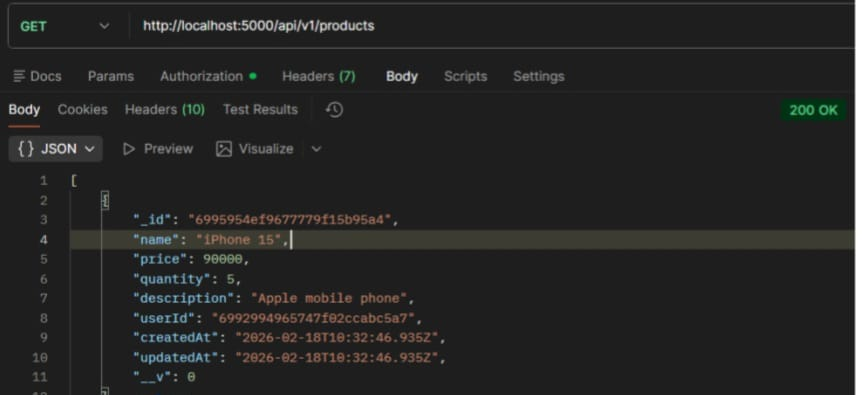 GET http://localhost:5000/api/v1/products
Docs Params Authorization Headers (7) Body Scripts Settings
Body Cookies Headers (10) Test Results 200 OK
{} JSON Preview Visualize
1 [
2 {
3 "_id": "6995954ef9677779f15b95a4",
4 "name": "iPhone 15",
5 "price": 90000,
6 "quantity": 5,
7 "description": "Apple mobile phone",
8 "userId": "6992994965747f02ccabc5a7",
9 "createdAt": "2026-02-18T10:32:46.935Z",
10 "updatedAt": "2026-02-18T10:32:46.935Z",
11 "__v": 0